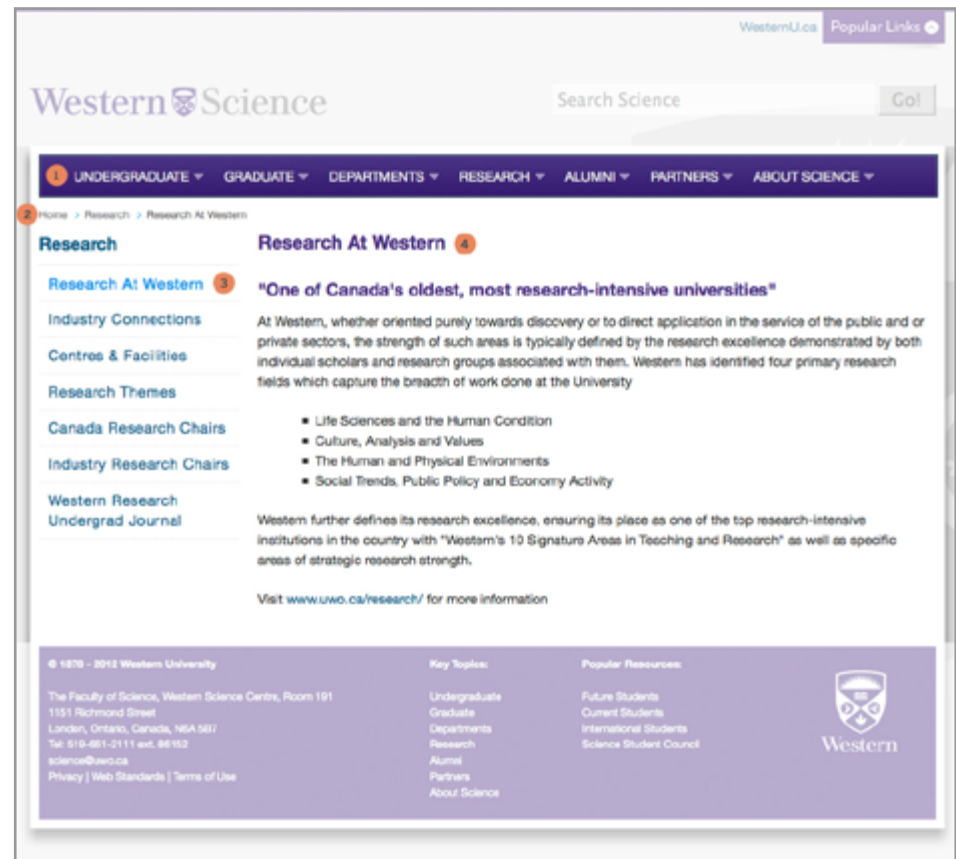 WesternU.ca Popular Links
Western Science
Search Science Go!
1 UNDERGRADUATE GRADUATE DEPARTMENTS RESEARCH ALUMNI PARTNERS ABOUT SCIENCE
2 Home > Research > Research At Western
Research
Research At Western 3
Industry Connections
Centres & Facilities
Research Themes
Canada Research Chairs
Industry Research Chairs
Western Research
Undergrad Journal
Research At Western 4
"One of Canada's oldest, most research-intensive universities"
At Western, whether oriented purely towards discovery or to direct application in the service of the public and or
private sectors, the strength of such areas is typically defined by the research excellence demonstrated by both
individual scholars and research groups associated with them. Western has identified four primary research
fields which capture the breadth of work done at the University
▪ Life Sciences and the Human Condition
▪ Culture, Analysis and Values
▪ The Human and Physical Environments
▪ Social Trends, Public Policy and Economy Activity
Western further defines its research excellence, ensuring its place as one of the top research-intensive
institutions in the country with "Western's 10 Signature Areas in Teaching and Research" as well as specific
areas of strategic research strength.
Visit www.uwo.ca/research/ for more information
© 1878 - 2012 Western University
The Faculty of Science, Western Science Centre, Room 191
1151 Richmond Street
London, Ontario, Canada, N6A 5B7
Tel: 519-661-2111 ext. 86152
science@uwo.ca
Privacy | Web Standards | Terms of Use
Key Topics:
Undergraduate
Graduate
Departments
Research
Alumni
Partners
About Science
Popular Resources:
Future Students
Current Students
International Students
Science Student Council
Western